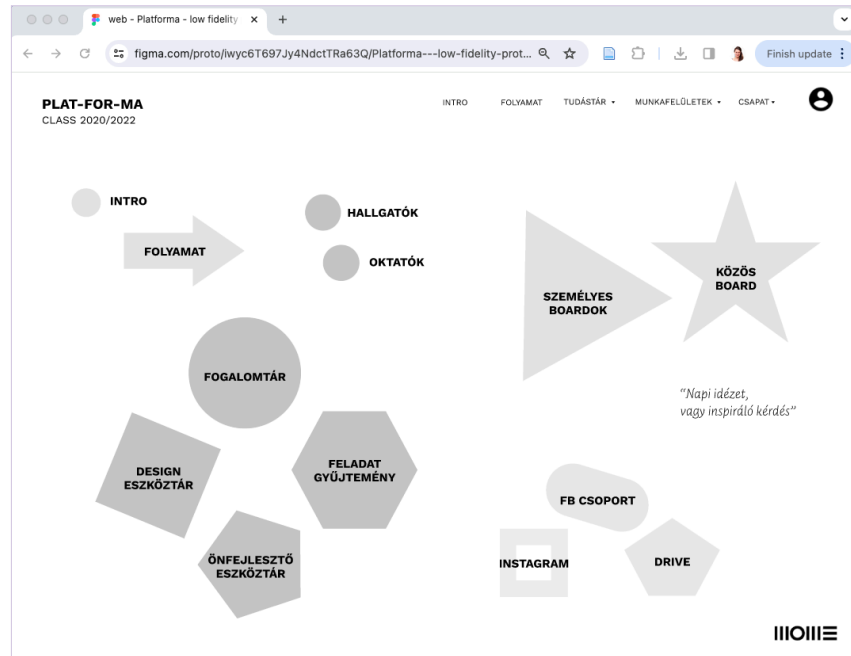 web - Platforma - low fidelity
figma.com/proto/iwyc6T697Jy4NdctTRa63Q/Platforma---low-fidelity-prot...
Finish update
PLAT-FOR-MA
CLASS 2020/2022
INTRO
FOLYAMAT
TUDÁSTÁR
MUNKAFELÜLETEK
CSAPAT
INTRO
FOLYAMAT
HALLGATÓK
OKTATÓK
SZEMÉLYES
BOARDOK
KÖZÖS
BOARD
FOGALOMTÁR
DESIGN
ESZKÖZTÁR
FELADAT
GYŰJTEMÉNY
ÖNFEJLESZTŐ
ESZKÖZTÁR
"Napi idézet,
vagy inspiráló kérdés"
FB CSOPORT
INSTAGRAM
DRIVE